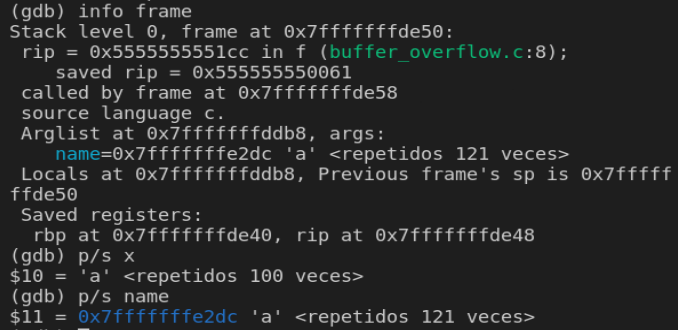 (gdb) info frame
Stack level 0, frame at 0x7fffffffde50:
 rip = 0x5555555551cc in f (buffer_overflow.c:8);
    saved rip = 0x555555550061
 called by frame at 0x7fffffffde58
 source language c.
 Arglist at 0x7fffffffddb8, args:
    name=0x7fffffffe2dc 'a' <repetidos 121 veces>
 Locals at 0x7fffffffddb8, Previous frame's sp is 0x7fffff
ffde50
 Saved registers:
  rbp at 0x7fffffffde40, rip at 0x7fffffffde48
(gdb) p/s x
$10 = 'a' <repetidos 100 veces>
(gdb) p/s name
$11 = 0x7fffffffe2dc 'a' <repetidos 121 veces>